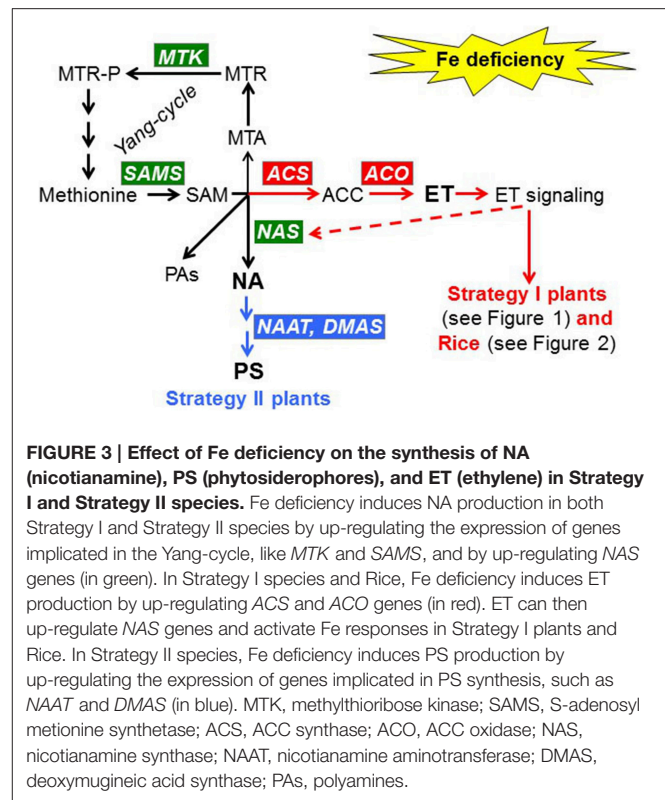 Fe deficiency
MTR-P MTK MTR
Yang-cycle
MTA
Methionine SAMS SAM ACS ACC ACO ET ET signaling
NAS
PAs
NA
NAAT, DMAS
PS
Strategy II plants
Strategy I plants
(see Figure 1) and
Rice (see Figure 2)
FIGURE 3 | Effect of Fe deficiency on the synthesis of NA
(nicotianamine), PS (phytosiderophores), and ET (ethylene) in Strategy
I and Strategy II species. Fe deficiency induces NA production in both
Strategy I and Strategy II species by up-regulating the expression of genes
implicated in the Yang-cycle, like MTK and SAMS, and by up-regulating NAS
genes (in green). In Strategy I species and Rice, Fe deficiency induces ET
production by up-regulating ACS and ACO genes (in red). ET can then
up-regulate NAS genes and activate Fe responses in Strategy I plants and
Rice. In Strategy II species, Fe deficiency induces PS production by
up-regulating the expression of genes implicated in PS synthesis, such as
NAAT and DMAS (in blue). MTK, methylthioribose kinase; SAMS, S-adenosyl
metionine synthetase; ACS, ACC synthase; ACO, ACC oxidase; NAS,
nicotianamine synthase; NAAT, nicotianamine aminotransferase; DMAS,
deoxymugineic acid synthase; PAs, polyamines.